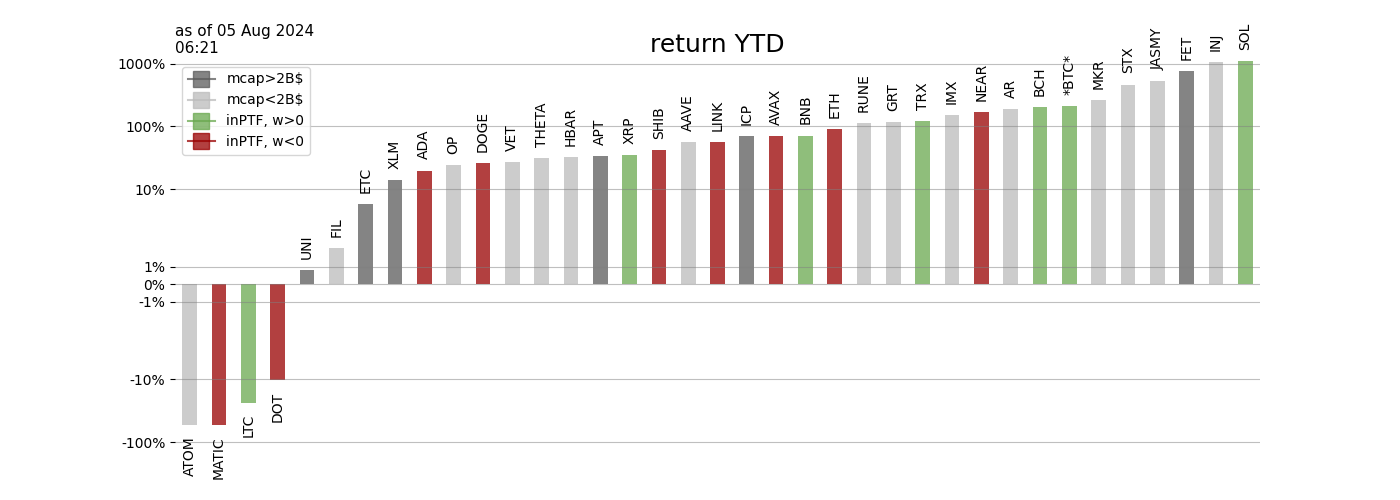 as of 05 Aug 2024
06:21
return YTD
1000%
100%
10%
1%
0%
-1%
-10%
-100%
mcap>2B$
mcap<2B$
inPTF, w>0
inPTF, w<0
ATOM
MATIC
LTC
DOT
UNI
FIL
ETC
XLM
ADA
OP
DOGE
VET
THETA
HBAR
APT
XRP
SHIB
AAVE
LINK
ICP
AVAX
BNB
ETH
RUNE
GRT
TRX
IMX
NEAR
AR
BCH
*BTC*
MKR
STX
JASMY
FET
INJ
SOL